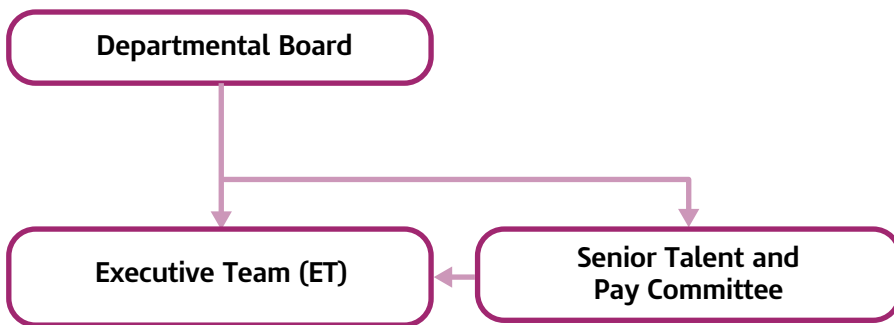 Departmental Board
Executive Team (ET)
Senior Talent and
Pay Committee